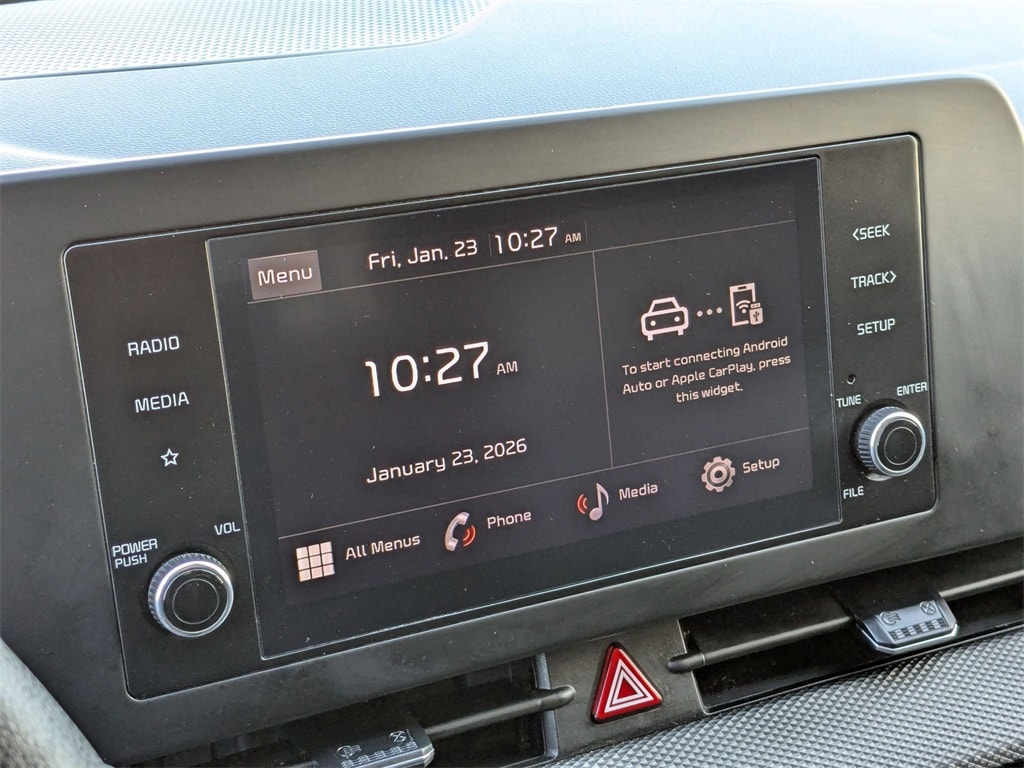 Menu
Fri, Jan. 23
10:27 AM
<SEEK
TRACK>
SETUP
RADIO
MEDIA
10:27 AM
January 23, 2026
To start connecting Android
Auto or Apple CarPlay, press
this widget.
TUNE
ENTER
FILE
VOL
POWER
PUSH
All Menus
Phone
Media
Setup